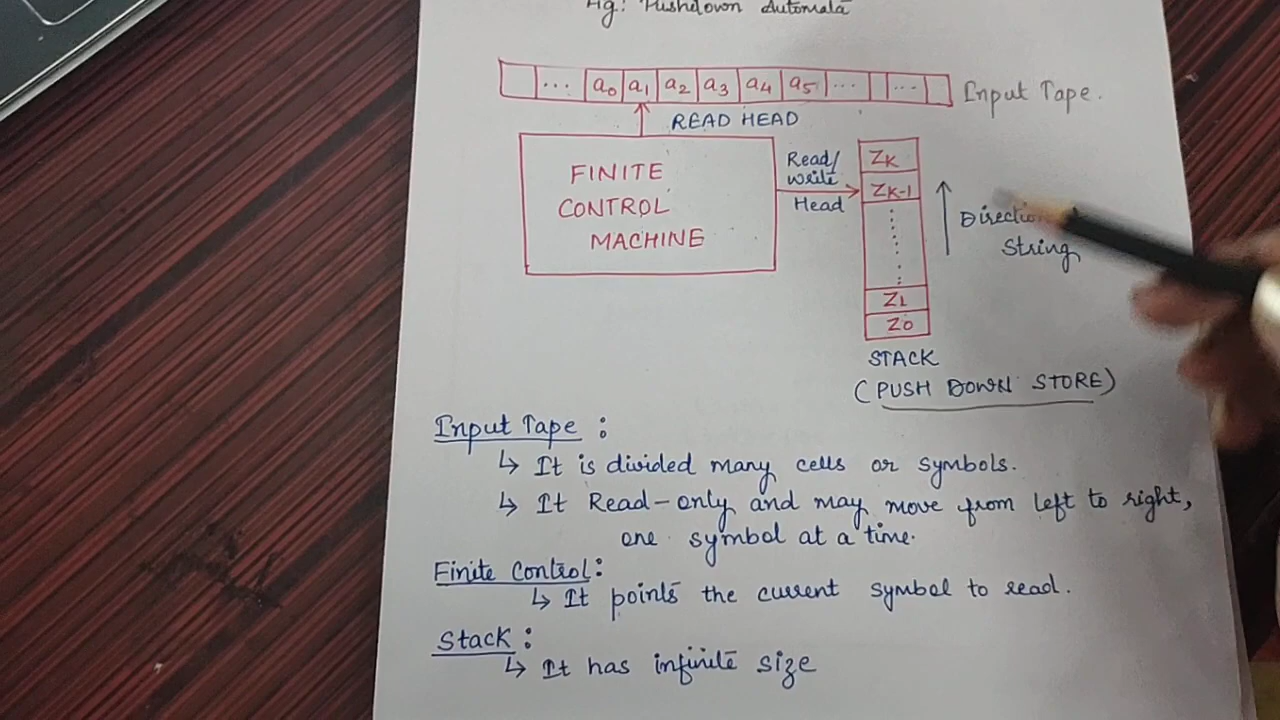 Fig: Pushdown Automata
... a0 a1 a2 a3 a4 a5 ... ... Input Tape.
READ HEAD
FINITE
CONTROL
MACHINE
Read/
write
Head
ZK
ZK-1
Z1
Z0
String
STACK
(PUSH DOWN STORE)
Input Tape :
↳ It is divided many cells or symbols.
↳ It Read-only and may move from left to right,
one symbol at a time.
Finite Control:
↳ It points the current symbol to read.
Stack :
↳ It has infinite size